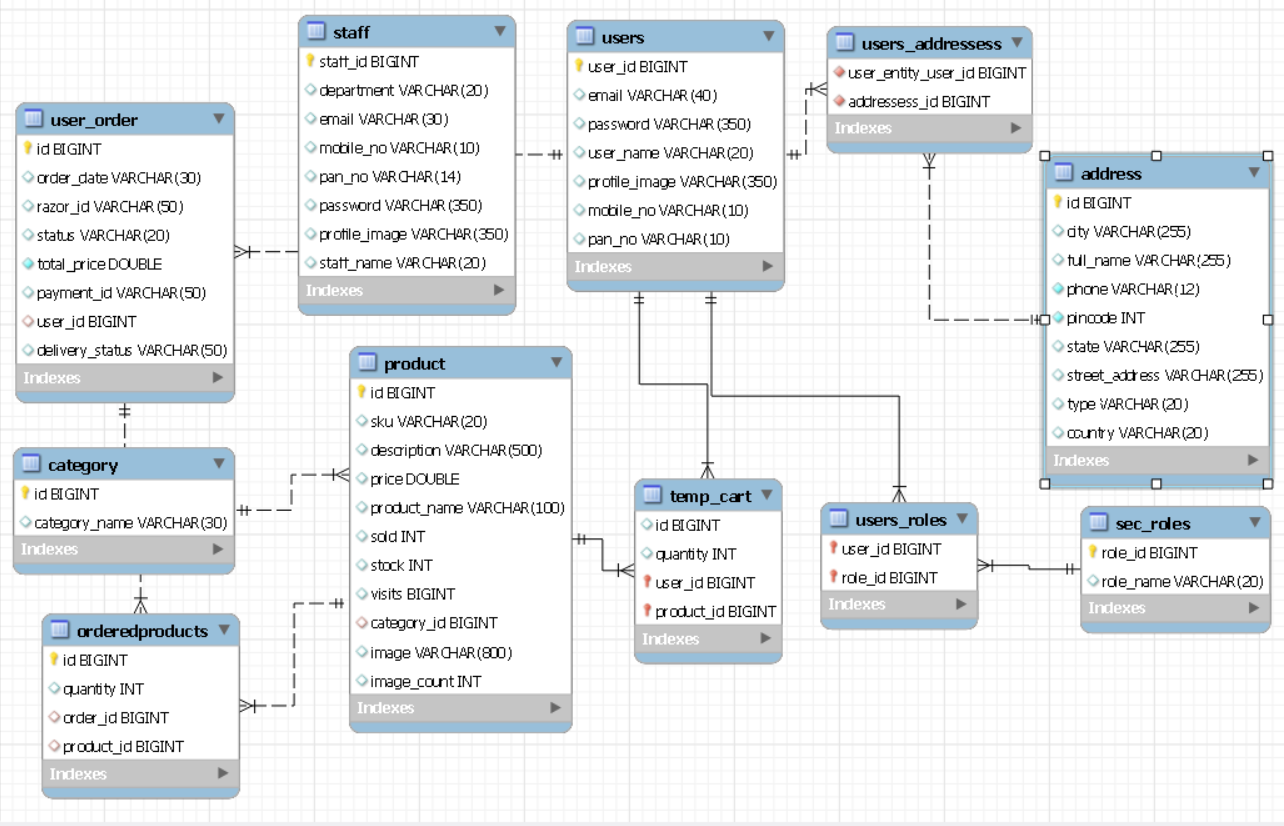 staff
staff_id BIGINT
department VARCHAR(20)
email VARCHAR(30)
mobile_no VARCHAR(10)
pan_no VARCHAR(14)
password VARCHAR(350)
profile_image VARCHAR(350)
staff_name VARCHAR(20)
Indexes
users
user_id BIGINT
email VARCHAR(40)
password VARCHAR(350)
user_name VARCHAR(20)
profile_image VARCHAR(350)
mobile_no VARCHAR(10)
pan_no VARCHAR(10)
Indexes
users_addressess
user_entity_user_id BIGINT
addressess_id BIGINT
Indexes
user_order
id BIGINT
order_date VARCHAR(30)
razor_id VARCHAR(50)
status VARCHAR(20)
total_price DOUBLE
payment_id VARCHAR(50)
user_id BIGINT
delivery_status VARCHAR(50)
Indexes
address
id BIGINT
city VARCHAR(255)
full_name VARCHAR(255)
phone VARCHAR(12)
pincode INT
state VARCHAR(255)
street_address VARCHAR(255)
type VARCHAR(20)
country VARCHAR(20)
Indexes
product
id BIGINT
sku VARCHAR(20)
description VARCHAR(500)
price DOUBLE
product_name VARCHAR(100)
sold INT
stock INT
visits BIGINT
category_id BIGINT
image VARCHAR(800)
image_count INT
Indexes
category
id BIGINT
category_name VARCHAR(30)
Indexes
temp_cart
id BIGINT
quantity INT
user_id BIGINT
product_id BIGINT
Indexes
users_roles
user_id BIGINT
role_id BIGINT
Indexes
sec_roles
role_id BIGINT
role_name VARCHAR(20)
Indexes
orderedproducts
id BIGINT
quantity INT
order_id BIGINT
product_id BIGINT
Indexes